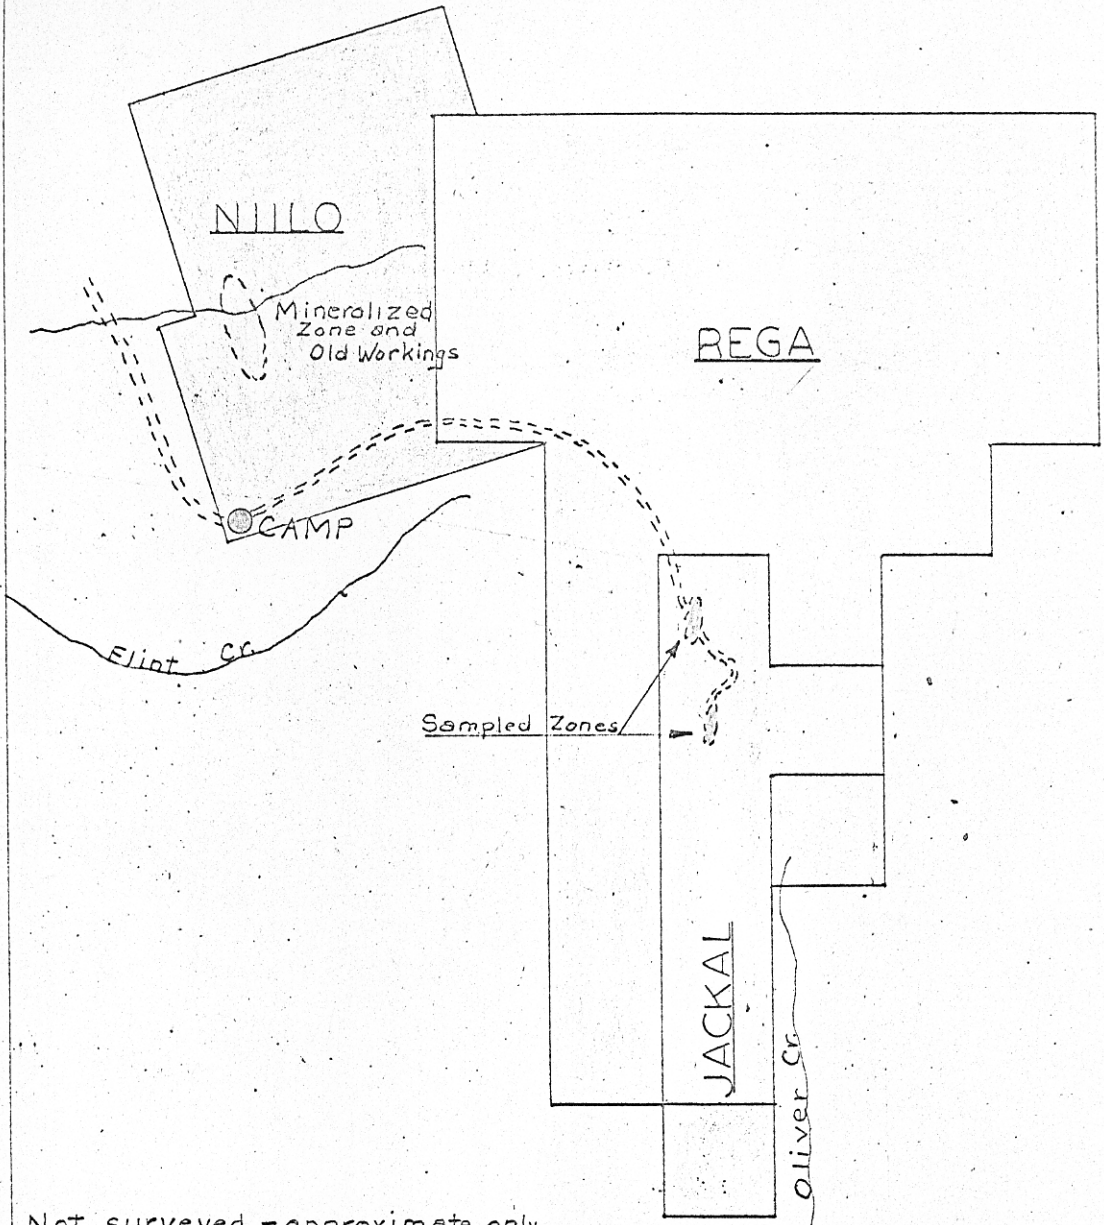 NIILO
Mineralized
Zone and
Old Workings
REGA
CAMP
Flint Cr.
Sampled Zones
JACKAL
Oliver Cr.
Not surveyed - approximate only